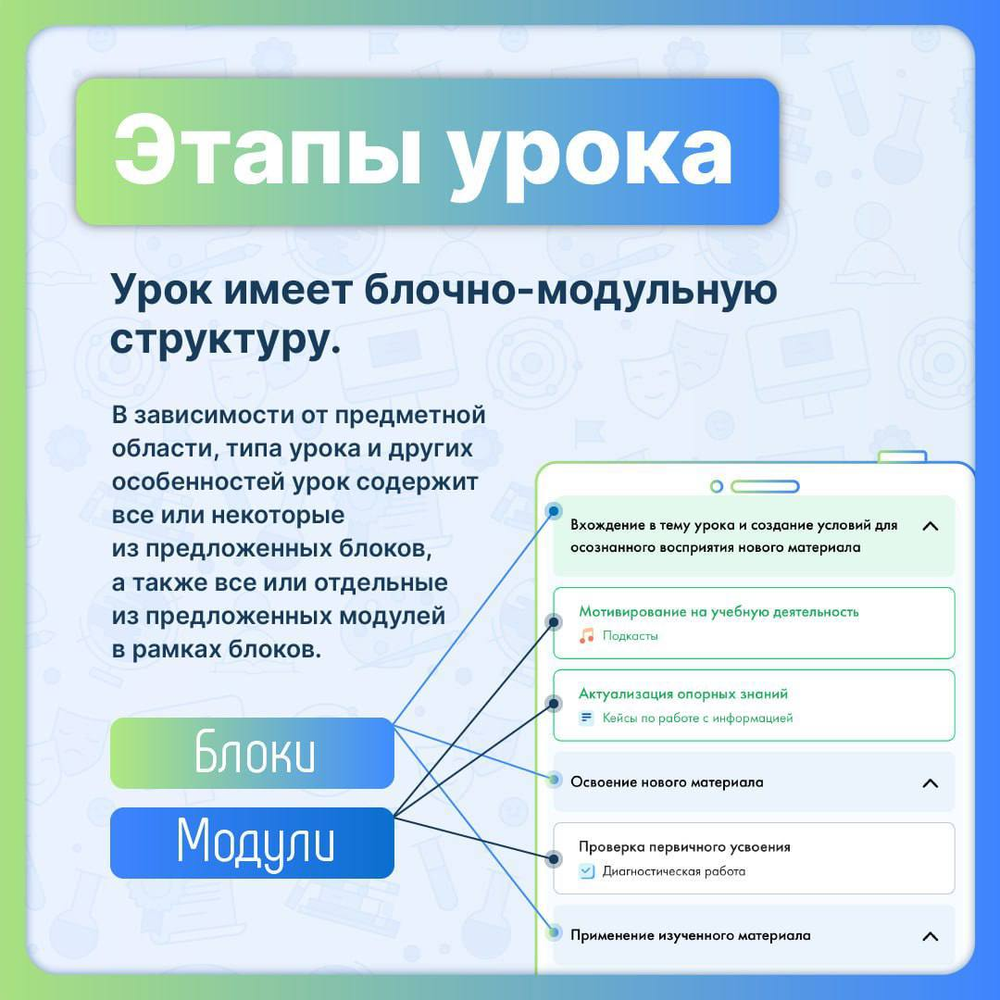 Этапы урока
Урок имеет блочно-модульную
структуру.
В зависимости от предметной
области, типа урока и других
особенностей урок содержит
все или некоторые
из предложенных блоков,
а также все или отдельные
из предложенных модулей
в рамках блоков.
Блоки
Модули
Вхождение в тему урока и создание условий для
осознанного восприятия нового материала
Мотивирование на учебную деятельность
Подкасты
Актуализация опорных знаний
Кейсы по работе с информацией
Освоение нового материала
Проверка первичного усвоения
Диагностическая работа
Применение изученного материала